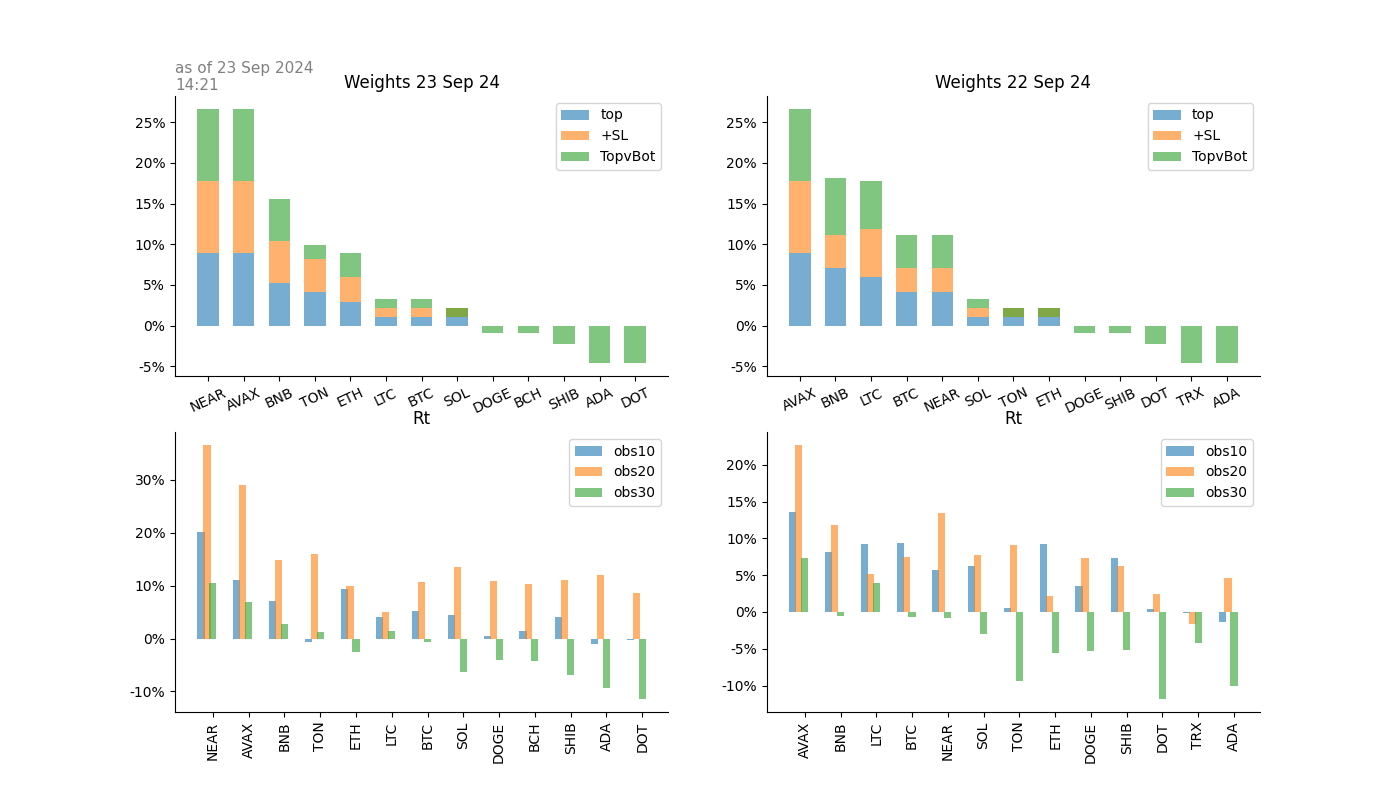 as of 23 Sep 2024
14:21
Weights 23 Sep 24
25%
20%
15%
10%
5%
0%
-5%
top
+SL
TopvBot
NEAR AVAX BNB TON ETH LTC BTC SOL DOGE BCH SHIB ADA DOT
Weights 22 Sep 24
25%
20%
15%
10%
5%
0%
-5%
top
+SL
TopvBot
AVAX BNB LTC BTC NEAR SOL TON ETH DOGE SHIB DOT TRX ADA
Rt
30%
20%
10%
0%
-10%
obs10
obs20
obs30
NEAR AVAX BNB TON ETH LTC BTC SOL DOGE BCH SHIB ADA DOT
Rt
20%
15%
10%
5%
0%
-5%
-10%
obs10
obs20
obs30
AVAX BNB LTC BTC NEAR SOL TON ETH DOGE SHIB DOT TRX ADA